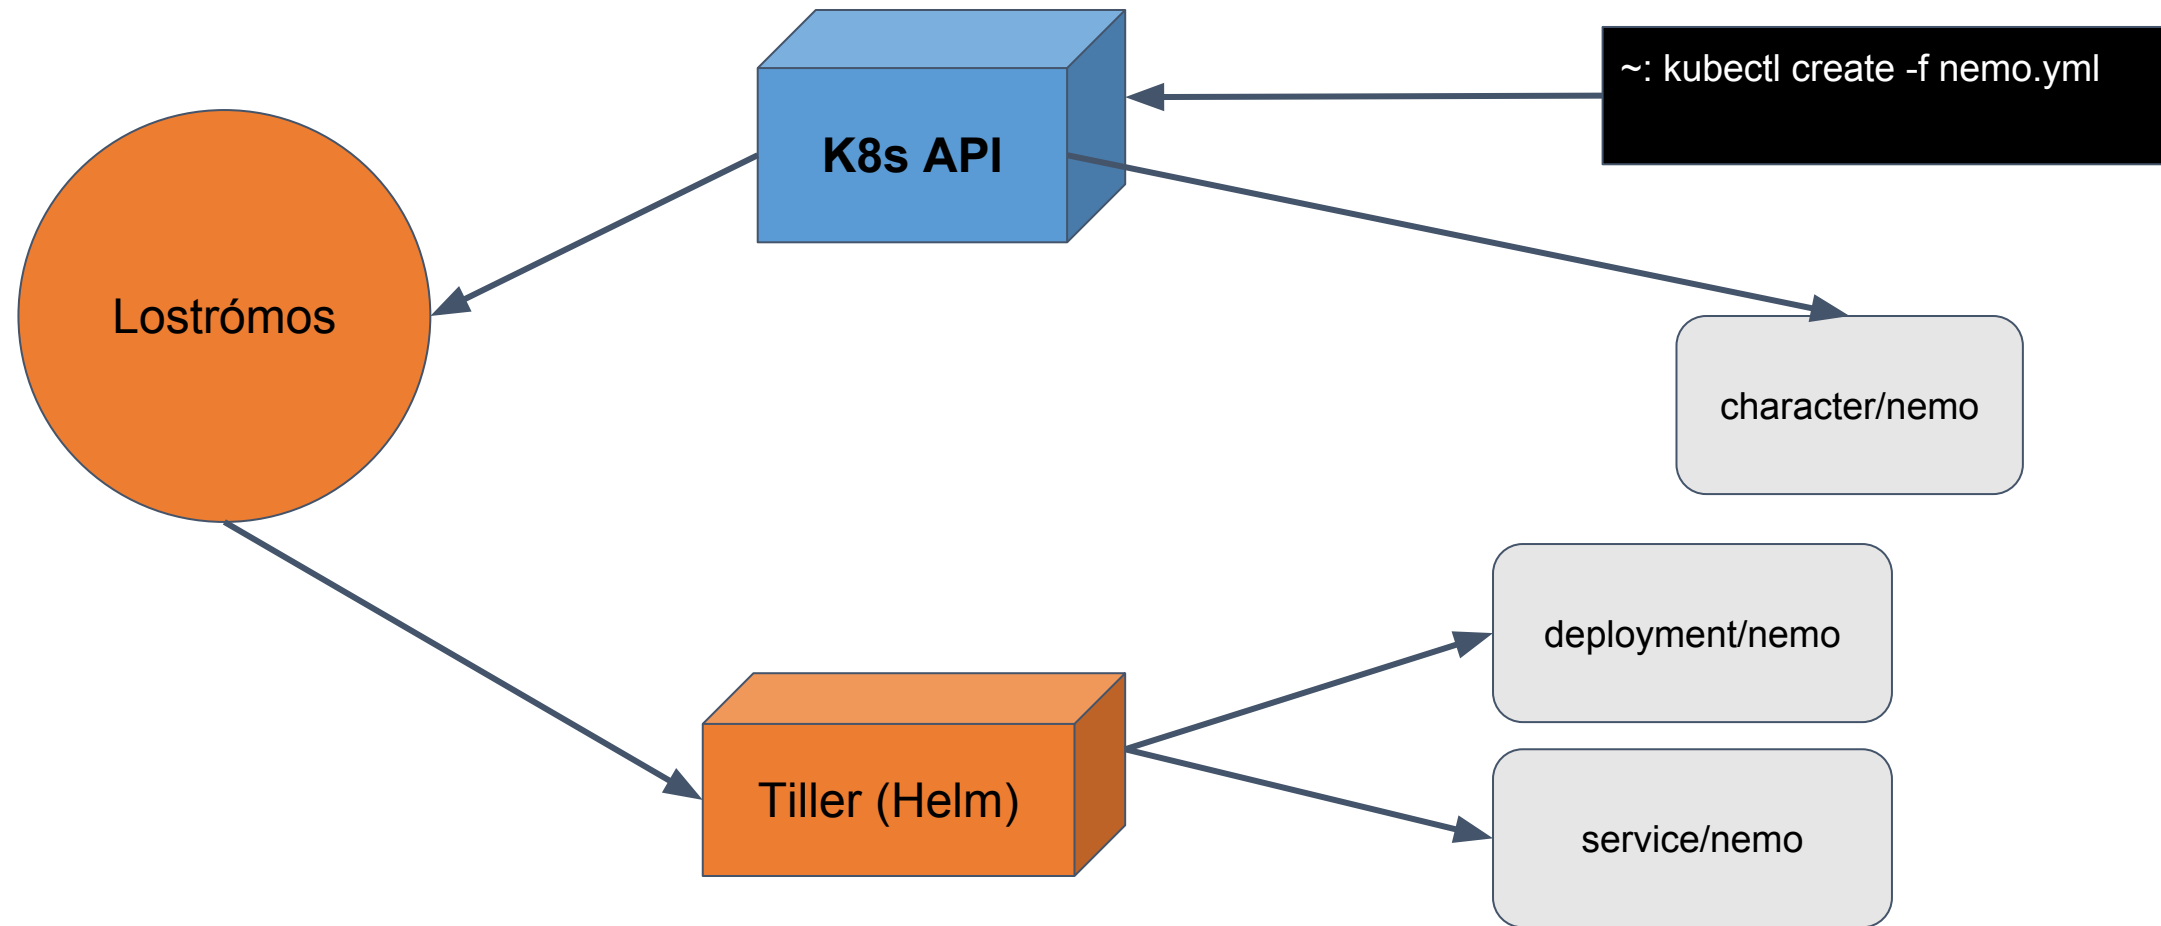 ~: kubectl create -f nemo.yml
K8s API
Lostrómos
character/nemo
deployment/nemo
Tiller (Helm)
service/nemo